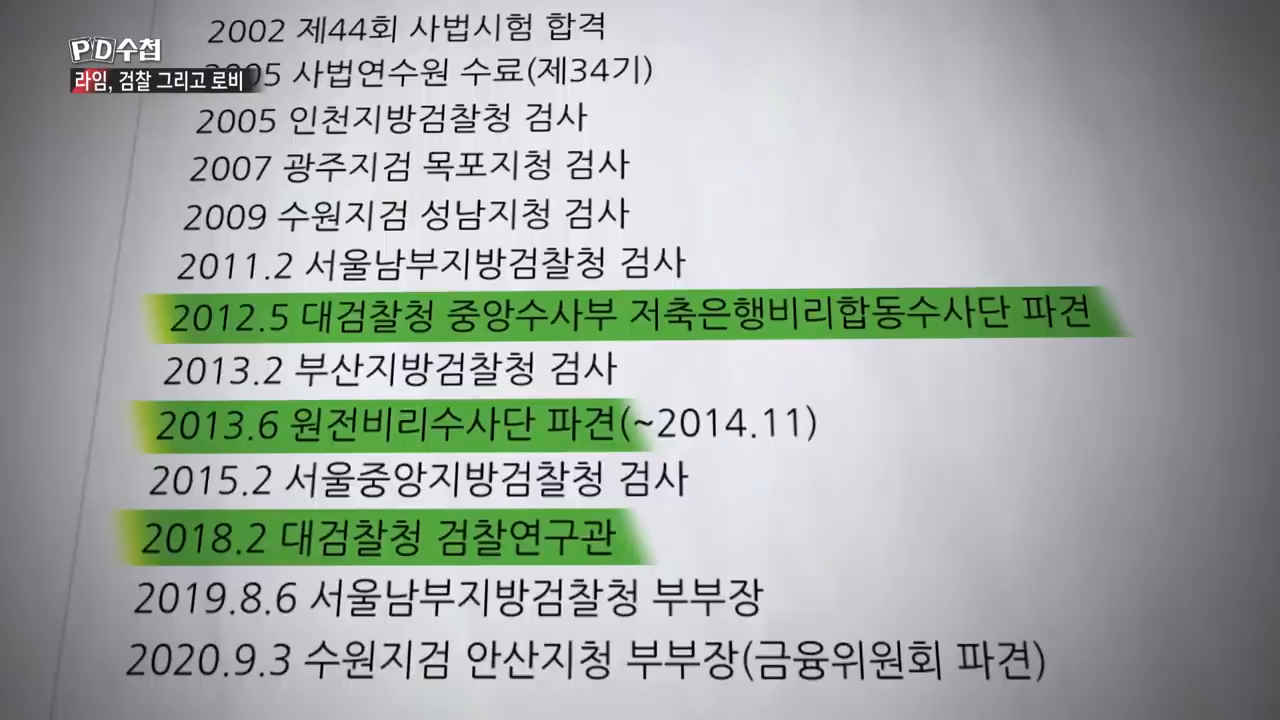 PD수첩
라임, 검찰 그리고 로비
2002 제44회 사법시험 합격
05 사법연수원 수료(제34기)
2005 인천지방검찰청 검사
2007 광주지검 목포지청 검사
2009 수원지검 성남지청 검사
2011.2 서울남부지방검찰청 검사
2012.5 대검찰청 중앙수사부 저축은행비리합동수사단 파견
2013.2 부산지방검찰청 검사
2013.6 원전비리수사단 파견(~2014.11)
2015.2 서울중앙지방검찰청 검사
2018.2 대검찰청 검찰연구관
2019.8.6 서울남부지방검찰청 부부장
2020.9.3 수원지검 안산지청 부부장(금융위원회 파견)